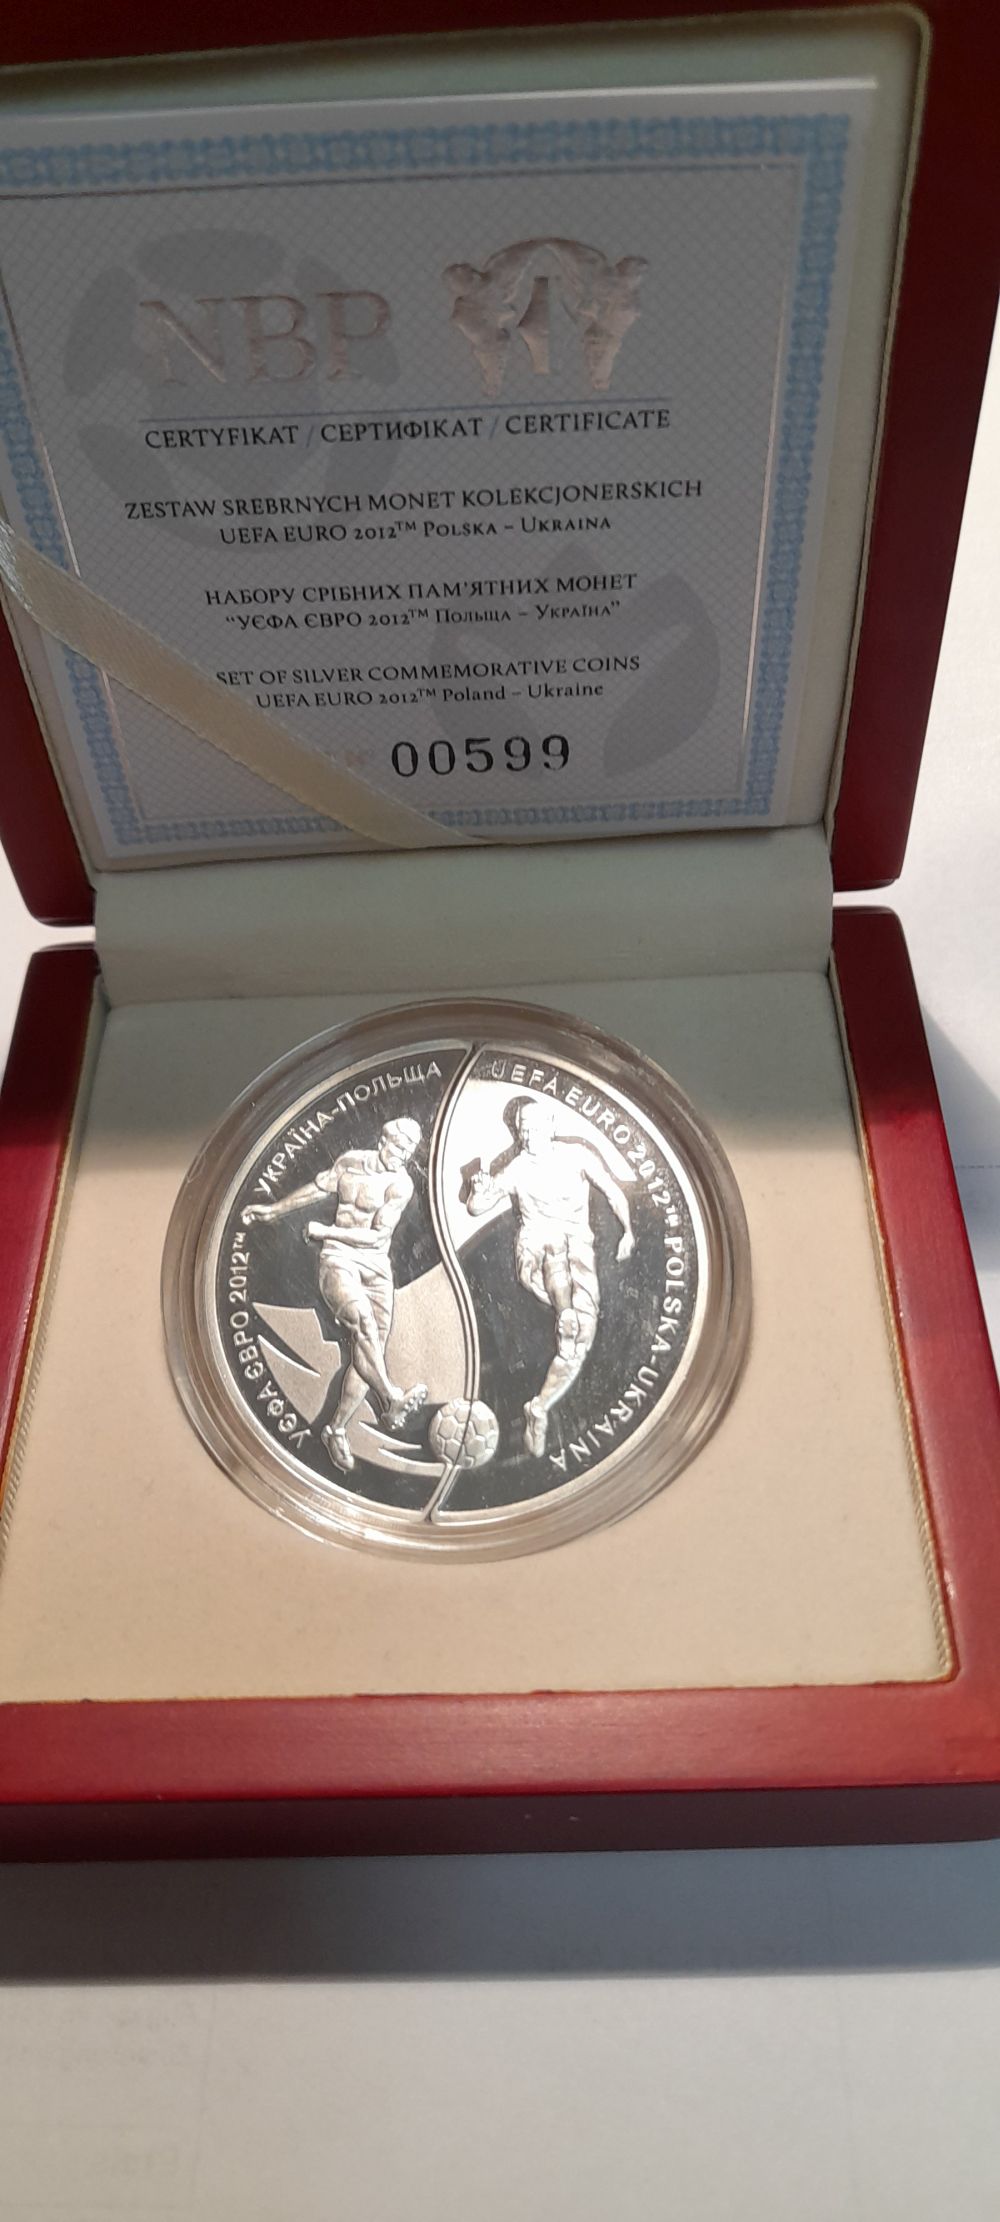 NBP
CERTYFIKAT / СЕРТИФІКАТ / CERTIFICATE
ZESTAW SREBRNYCH MONET KOLEKCJONERSKICH
UEFA EURO 2012™ POLSKA – UKRAINA
НАБОРУ СРІБНИХ ПАМ'ЯТНИХ МОНЕТ
“УЄФА ЄВРО 2012™ ПОЛЬЩА – УКРАЇНА”
SET OF SILVER COMMEMORATIVE COINS
UEFA EURO 2012™ Poland – Ukraine
№ 00599
УЄФА ЄВРО 2012™ УКРАЇНА-ПОЛЬЩА
UEFA EURO 2012™ POLSKA-UKRAINA